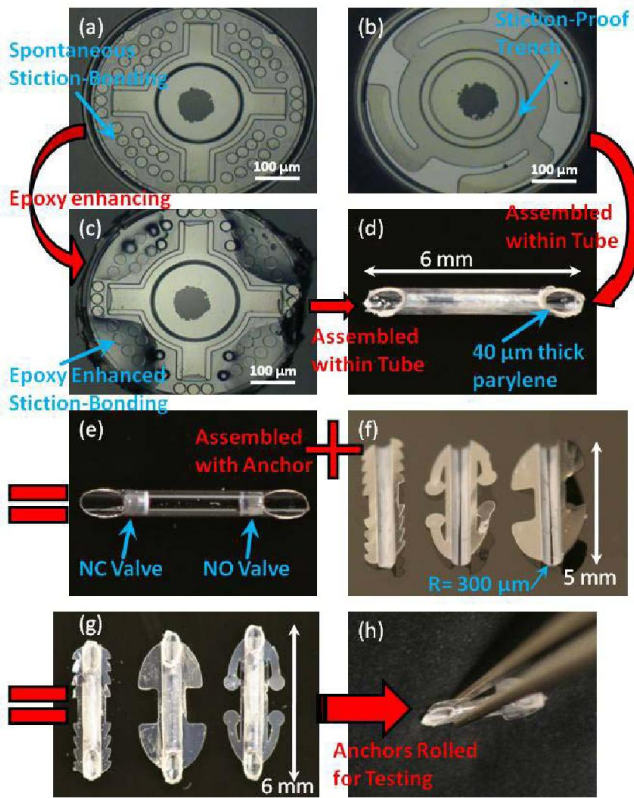 (a)
Spontaneous
Stiction-Bonding
100 µm
(b)
Stiction-Proof
Trench
100 µm
Epoxy enhancing
(c)
Epoxy Enhanced
Stiction-Bonding
100 µm
Assembled
within Tube
Assembled
within Tube
(d)
6 mm
40 µm thick
parylene
(e)
Assembled
with Anchor
NC Valve
NO Valve
(f)
R= 300 µm
5 mm
(g)
6 mm
(h)
Anchors Rolled
for Testing